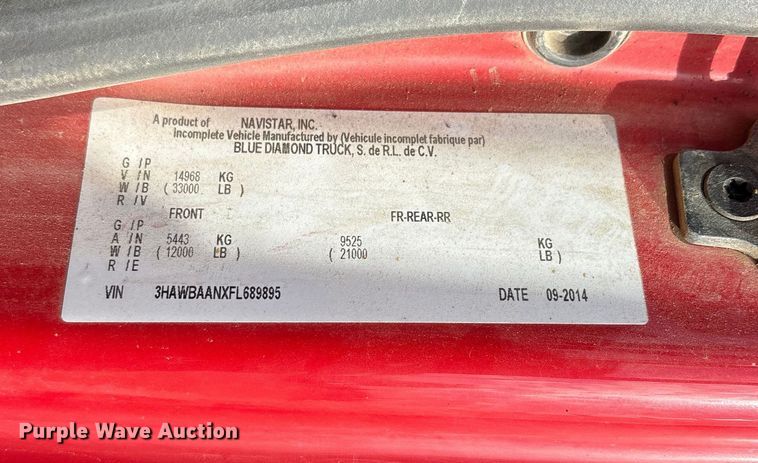 A product of NAVISTAR, INC.
Incomplete Vehicle Manufactured by (Vehicule incomplet fabrique par)
BLUE DIAMOND TRUCK, S. de R.L. de C.V.
G /P
V /N 14968 KG
W /B ( 33000 LB)
R /V
FRONT FR-REAR-RR
G /P
A /N 5443 KG 9525 KG
W /B ( 12000 LB) ( 21000 LB )
R /E
VIN 3HAWBAANXFL689895 DATE 09-2014
Purple Wave Auction